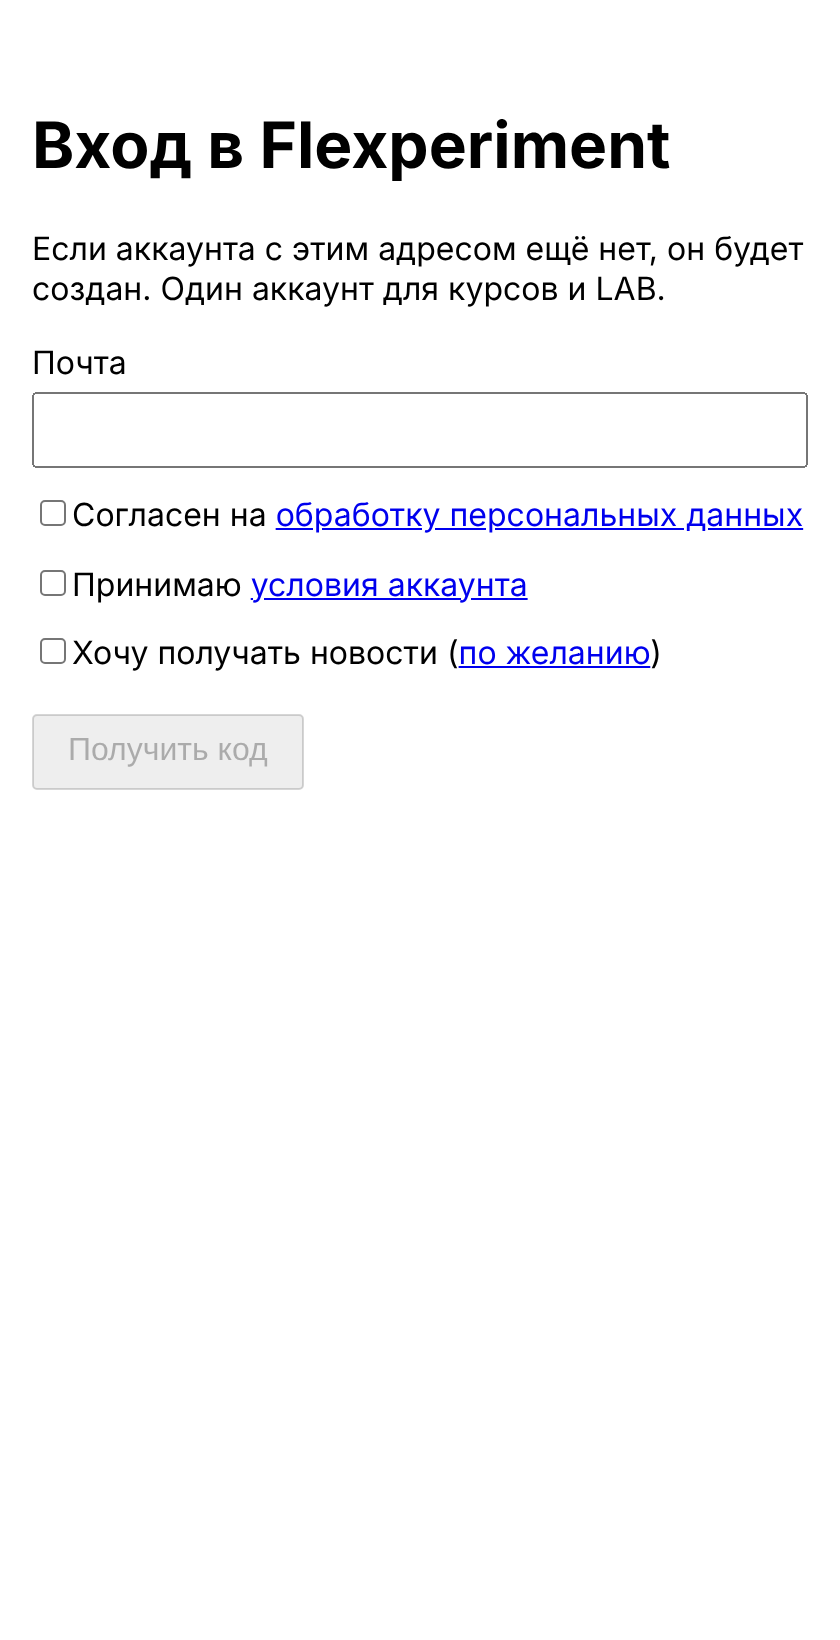 Вход в Flexperiment
Если аккаунта с этим адресом ещё нет, он будет
создан. Один аккаунт для курсов и LAB.
Почта
Согласен на обработку персональных данных
Принимаю условия аккаунта
Хочу получать новости (по желанию)
Получить код